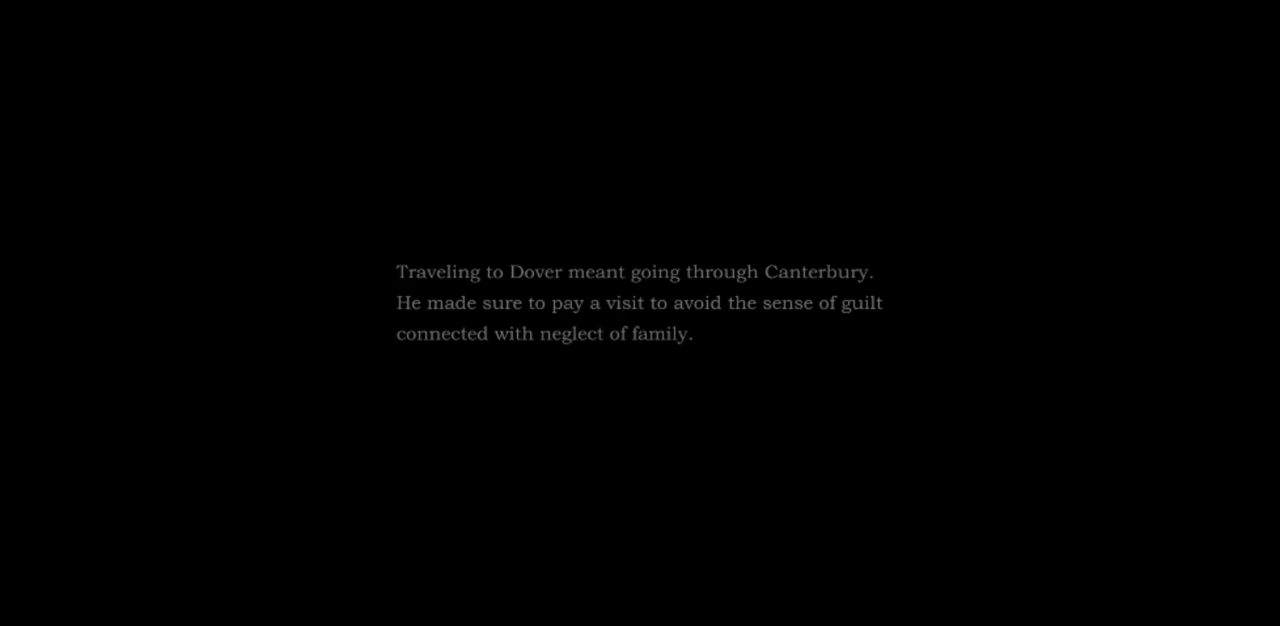 Traveling to Dover meant going through Canterbury.
He made sure to pay a visit to avoid the sense of guilt
connected with neglect of family.